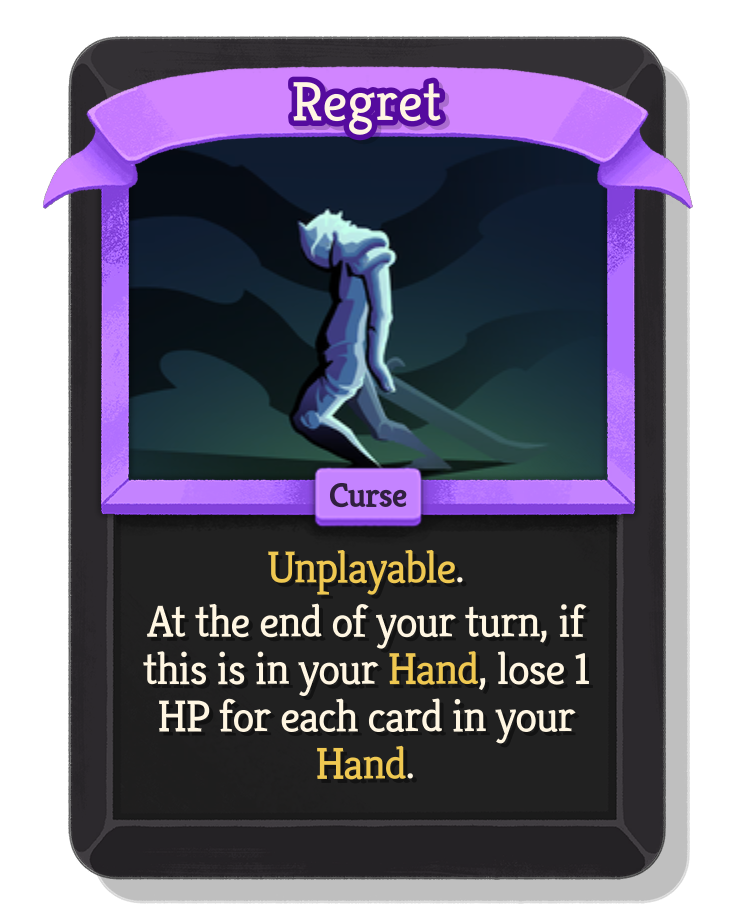 Regret
Curse
Unplayable.
At the end of your turn, if
this is in your Hand, lose 1
HP for each card in your
Hand.